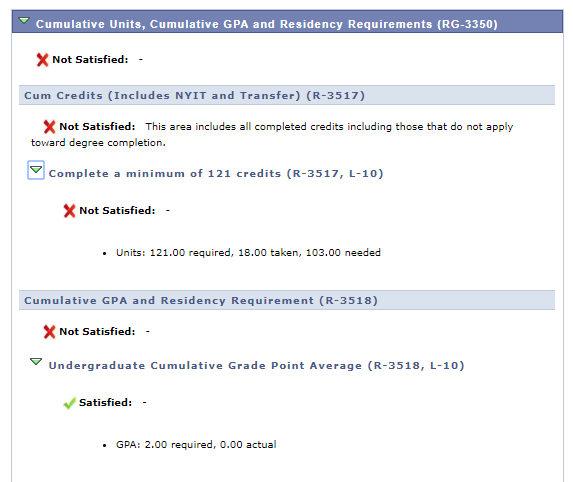 Cumulative Units, Cumulative GPA and Residency Requirements (RG-3350)
Not Satisfied: -
Cum Credits (Includes NYIT and Transfer) (R-3517)
Not Satisfied: This area includes all completed credits including those that do not apply
toward degree completion.
Complete a minimum of 121 credits (R-3517, L-10)
Not Satisfied: -
• Units: 121.00 required, 18.00 taken, 103.00 needed
Cumulative GPA and Residency Requirement (R-3518)
Not Satisfied: -
Undergraduate Cumulative Grade Point Average (R-3518, L-10)
Satisfied: -
• GPA: 2.00 required, 0.00 actual